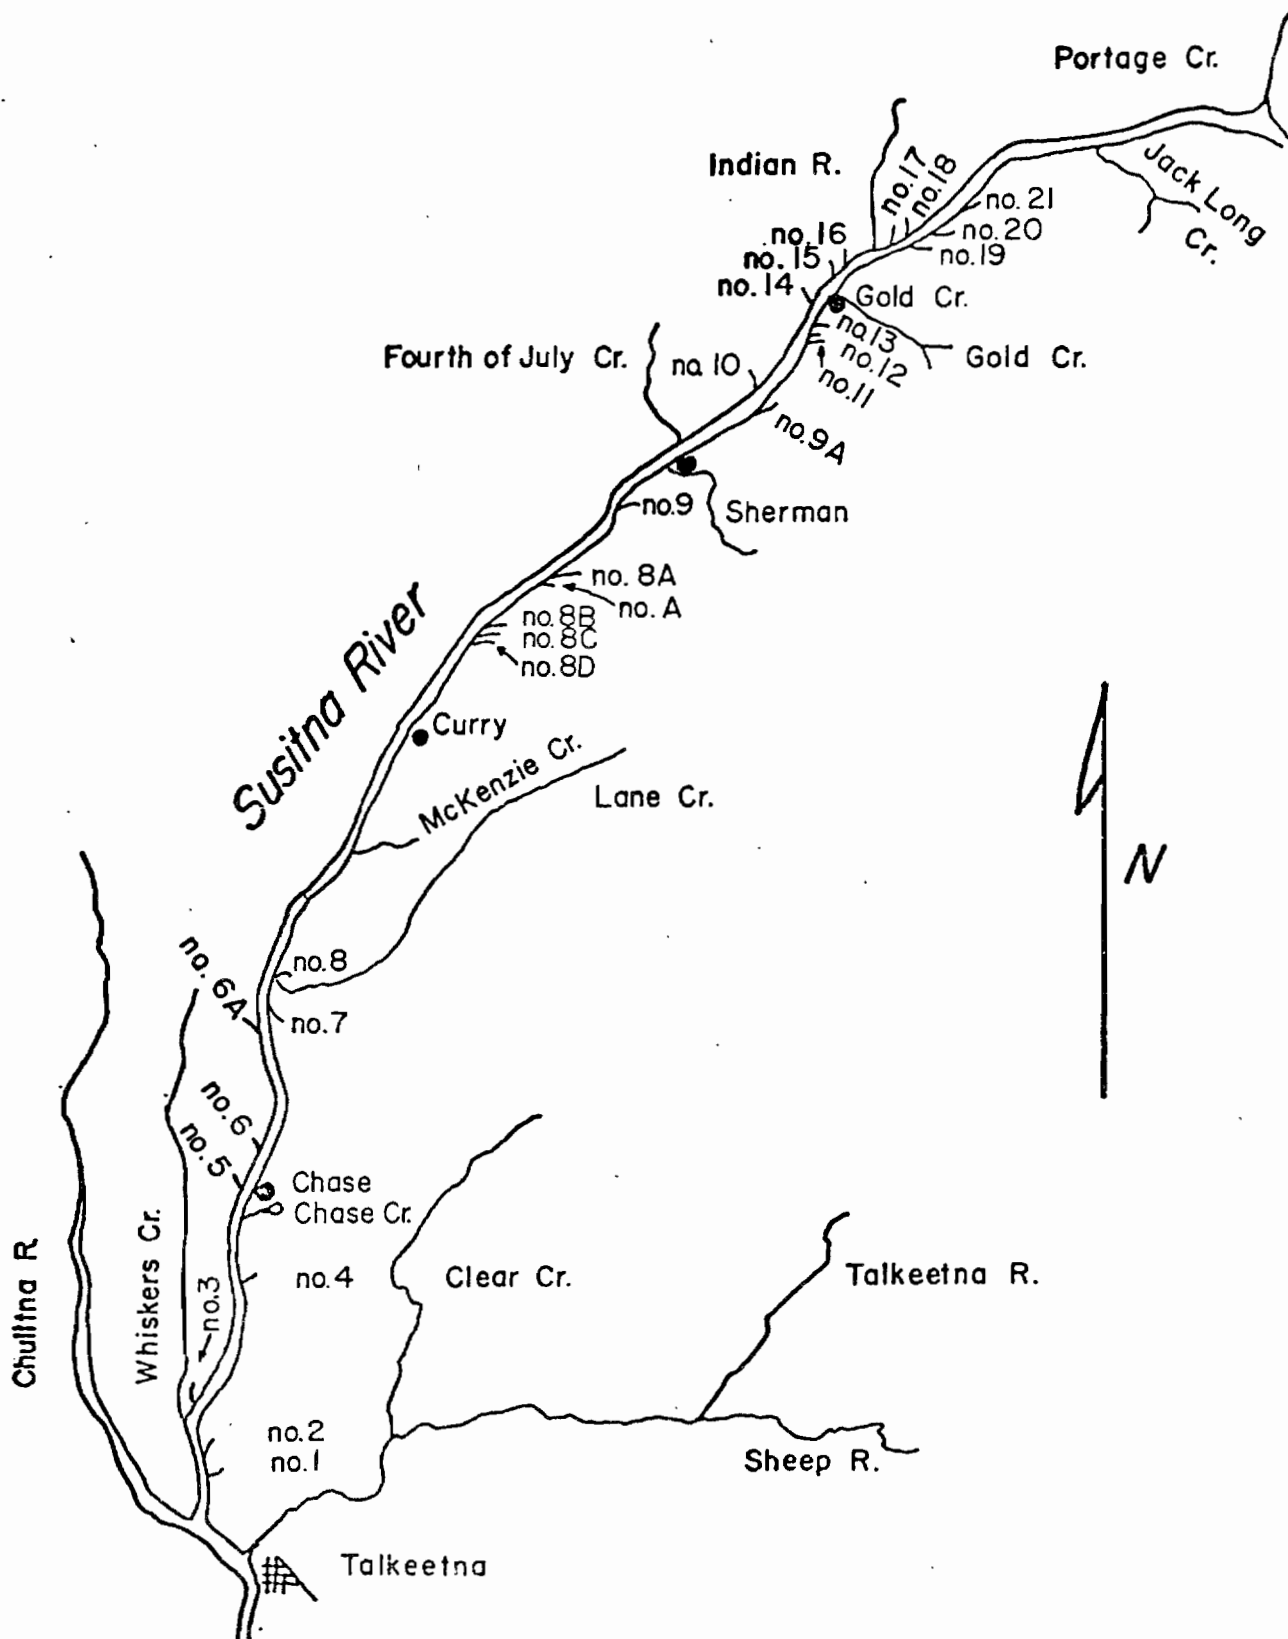 Portage Cr.
Jack Long
Cr.
Indian R.
no.17
no.18
no.21
no.20
no.19
no.16
no.15
no.14
Gold Cr.
no.13
no.12
no.11
Gold Cr.
Fourth of July Cr.
no.10
no.9A
no.9
Sherman
no. 8A
no. A
no.8B
no.8C
no.8D
Susitna River
Curry
McKenzie Cr.
Lane Cr.
N
no. 6A
no.8
no.7
no.6
no.5
Chase
Chase Cr.
Chulitna R
Whiskers Cr.
no.3
no.4
Clear Cr.
Talkeetna R.
no.2
no.1
Sheep R.
Talkeetna